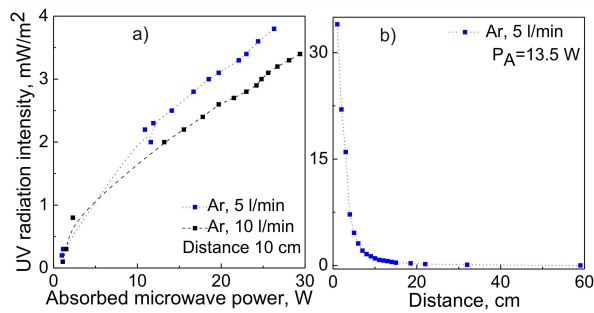 a)
UV radiation intensity, mW/m2
4
3
2
1
0
Ar, 5 l/min
Ar, 10 l/min
Distance 10 cm
0 10 20 30
Absorbed microwave power, W
b)
Ar, 5 l/min
P_A=13.5 W
30
15
0
0 20 40 60
Distance, cm